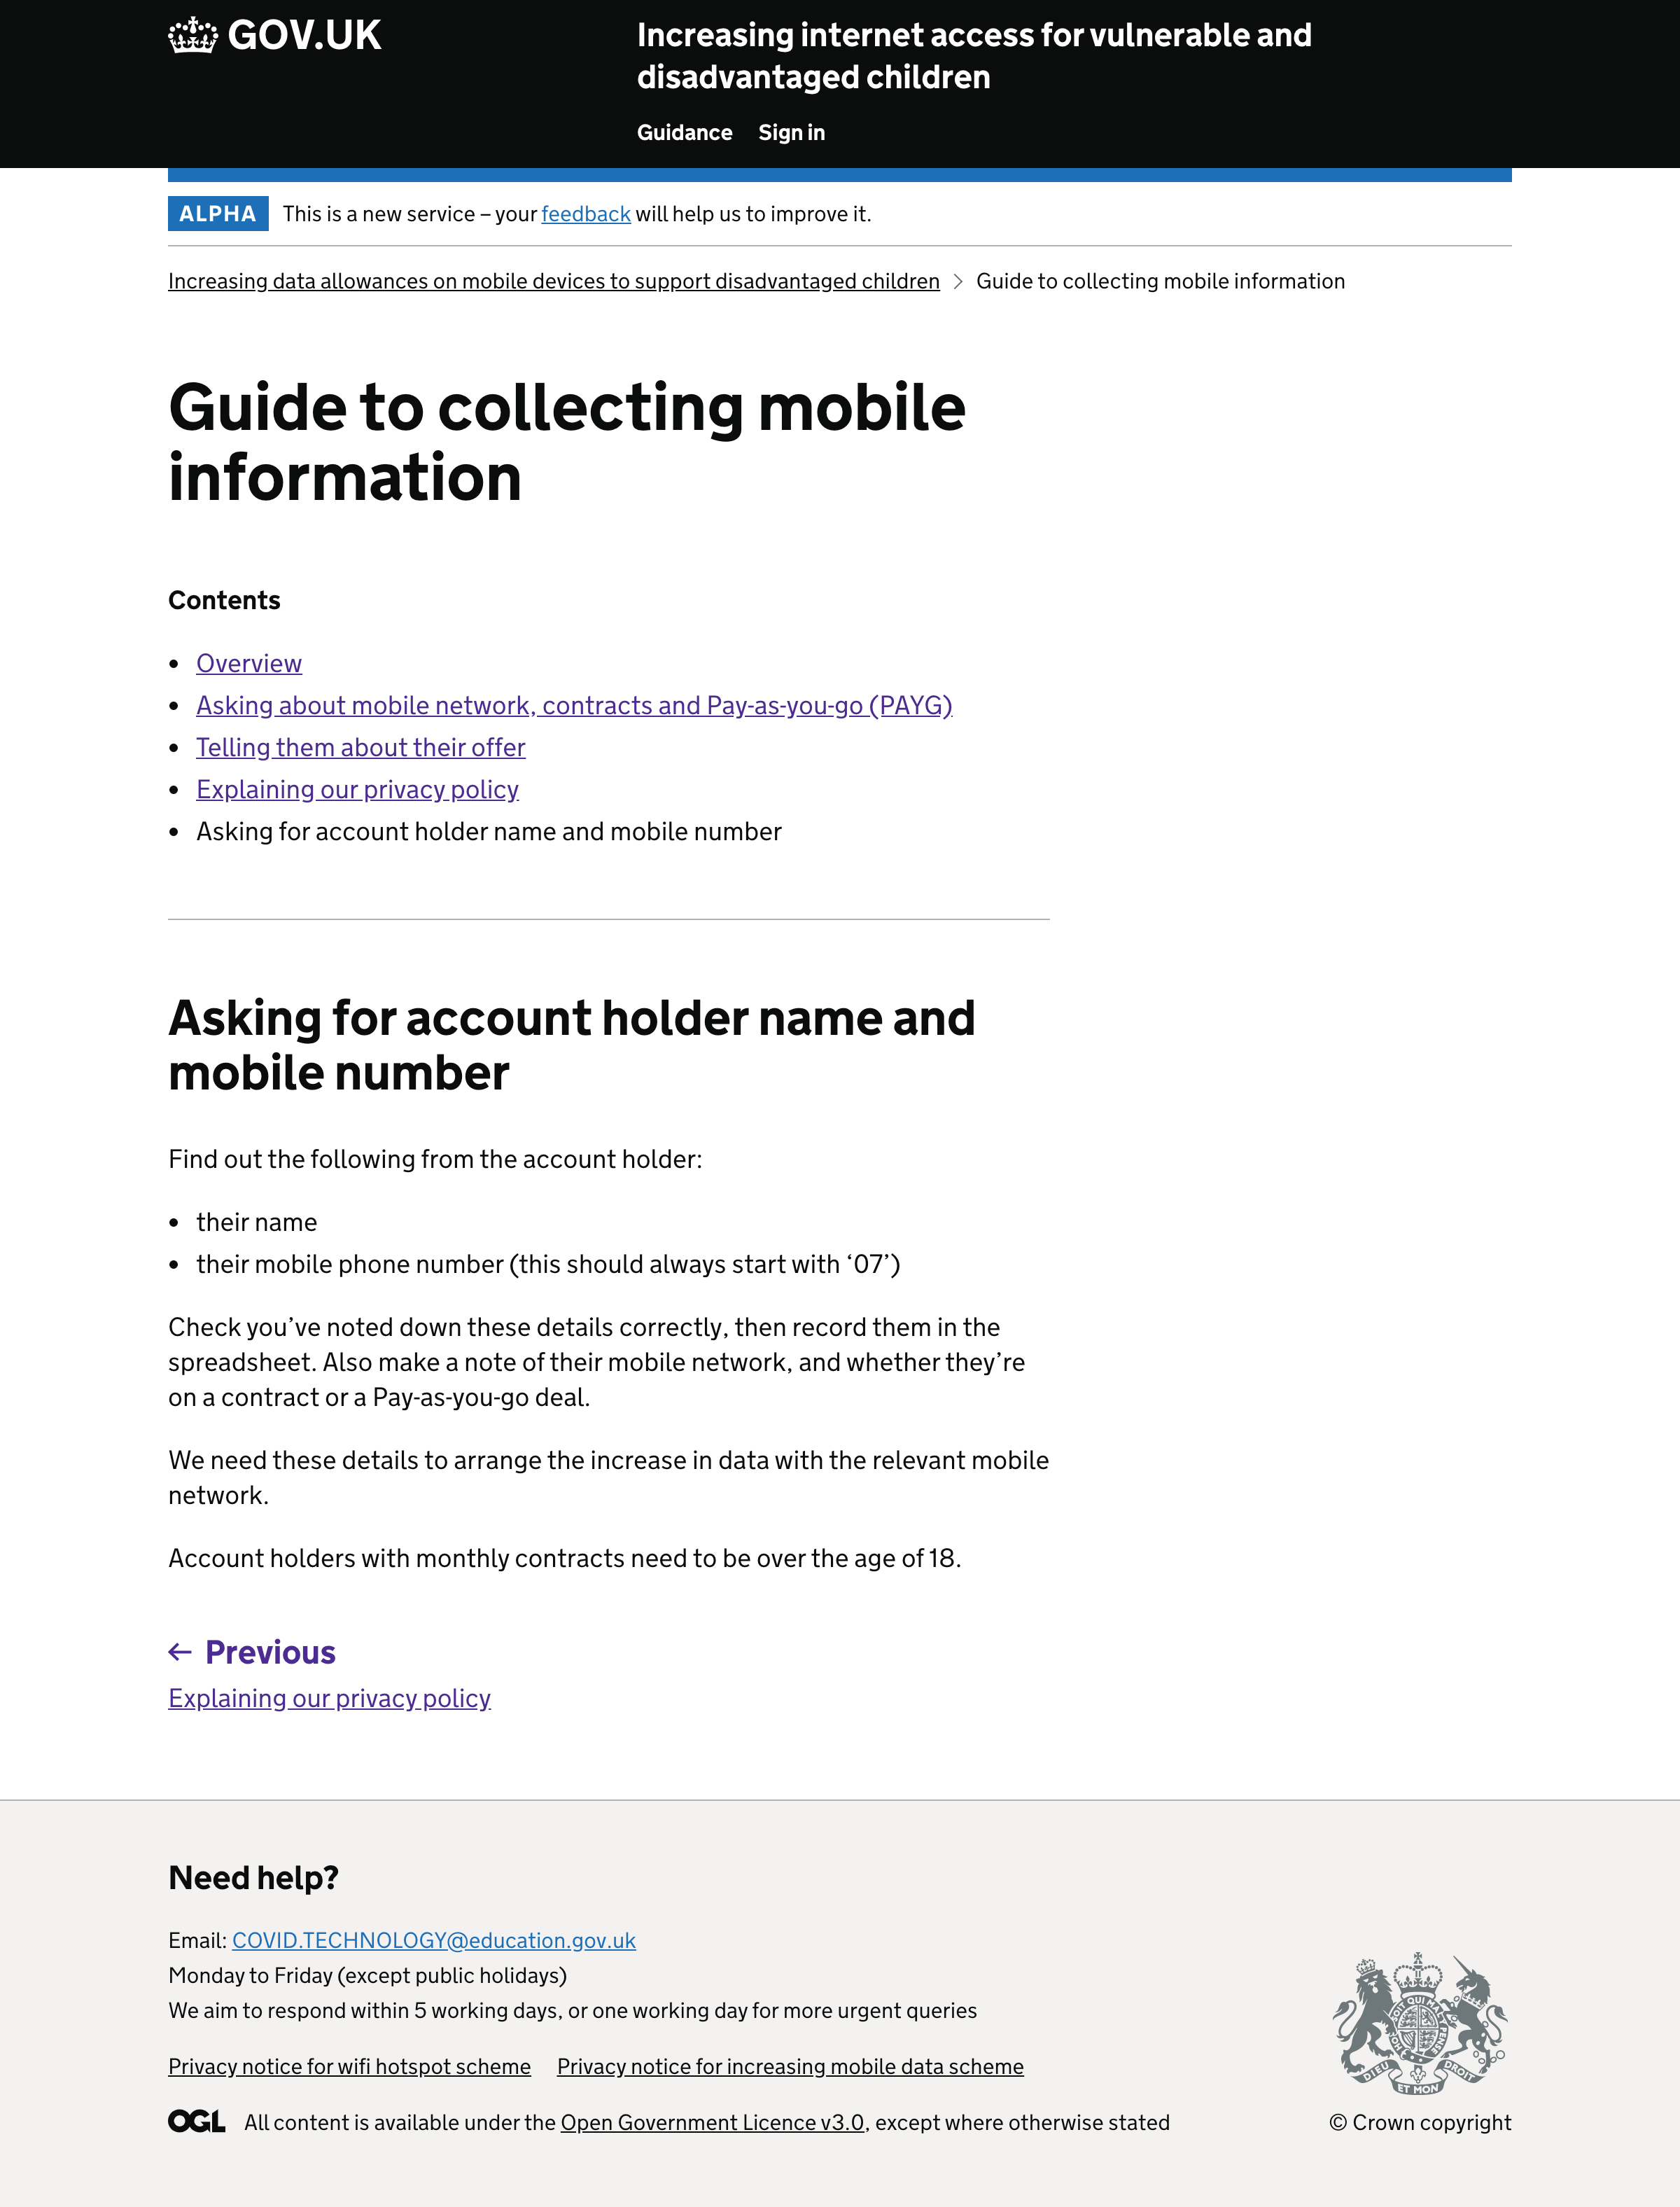 GOV.UK
Increasing internet access for vulnerable and
disadvantaged children
Guidance Sign in
ALPHA This is a new service – your feedback will help us to improve it.
Increasing data allowances on mobile devices to support disadvantaged children > Guide to collecting mobile information
Guide to collecting mobile
information
Contents
• Overview
• Asking about mobile network, contracts and Pay-as-you-go (PAYG)
• Telling them about their offer
• Explaining our privacy policy
• Asking for account holder name and mobile number
Asking for account holder name and
mobile number
Find out the following from the account holder:
• their name
• their mobile phone number (this should always start with ‘07’)
Check you’ve noted down these details correctly, then record them in the
spreadsheet. Also make a note of their mobile network, and whether they’re
on a contract or a Pay-as-you-go deal.
We need these details to arrange the increase in data with the relevant mobile
network.
Account holders with monthly contracts need to be over the age of 18.
← Previous
Explaining our privacy policy
Need help?
Email: COVID.TECHNOLOGY@education.gov.uk
Monday to Friday (except public holidays)
We aim to respond within 5 working days, or one working day for more urgent queries
Privacy notice for wifi hotspot scheme Privacy notice for increasing mobile data scheme
OGL All content is available under the Open Government Licence v3.0, except where otherwise stated
DIEU ET MON DROIT
© Crown copyright